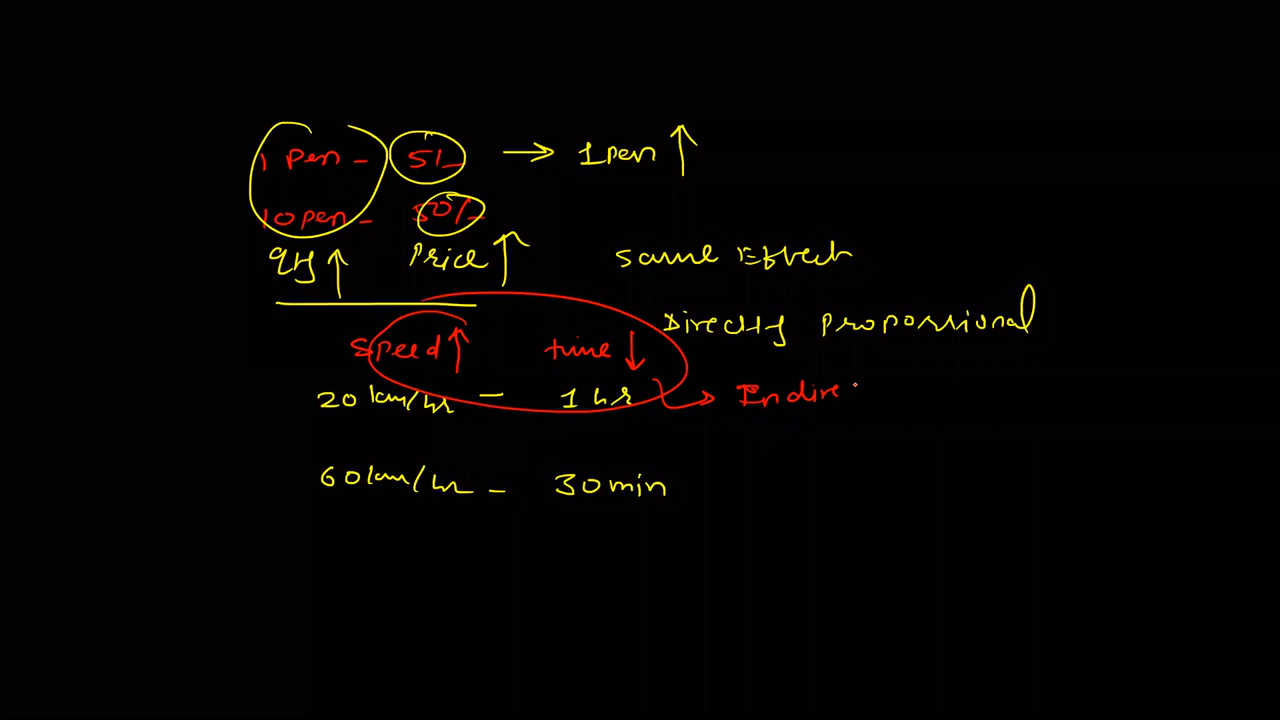 1 Pen - 5/- → 1 Pen ↑
10 pen - 50/-
qty ↑ Price ↑ Same Effect
Directly Proportional
Speed ↑ time ↓
20 km/hr - 1 hr → Endire
60 km/hr - 30 min